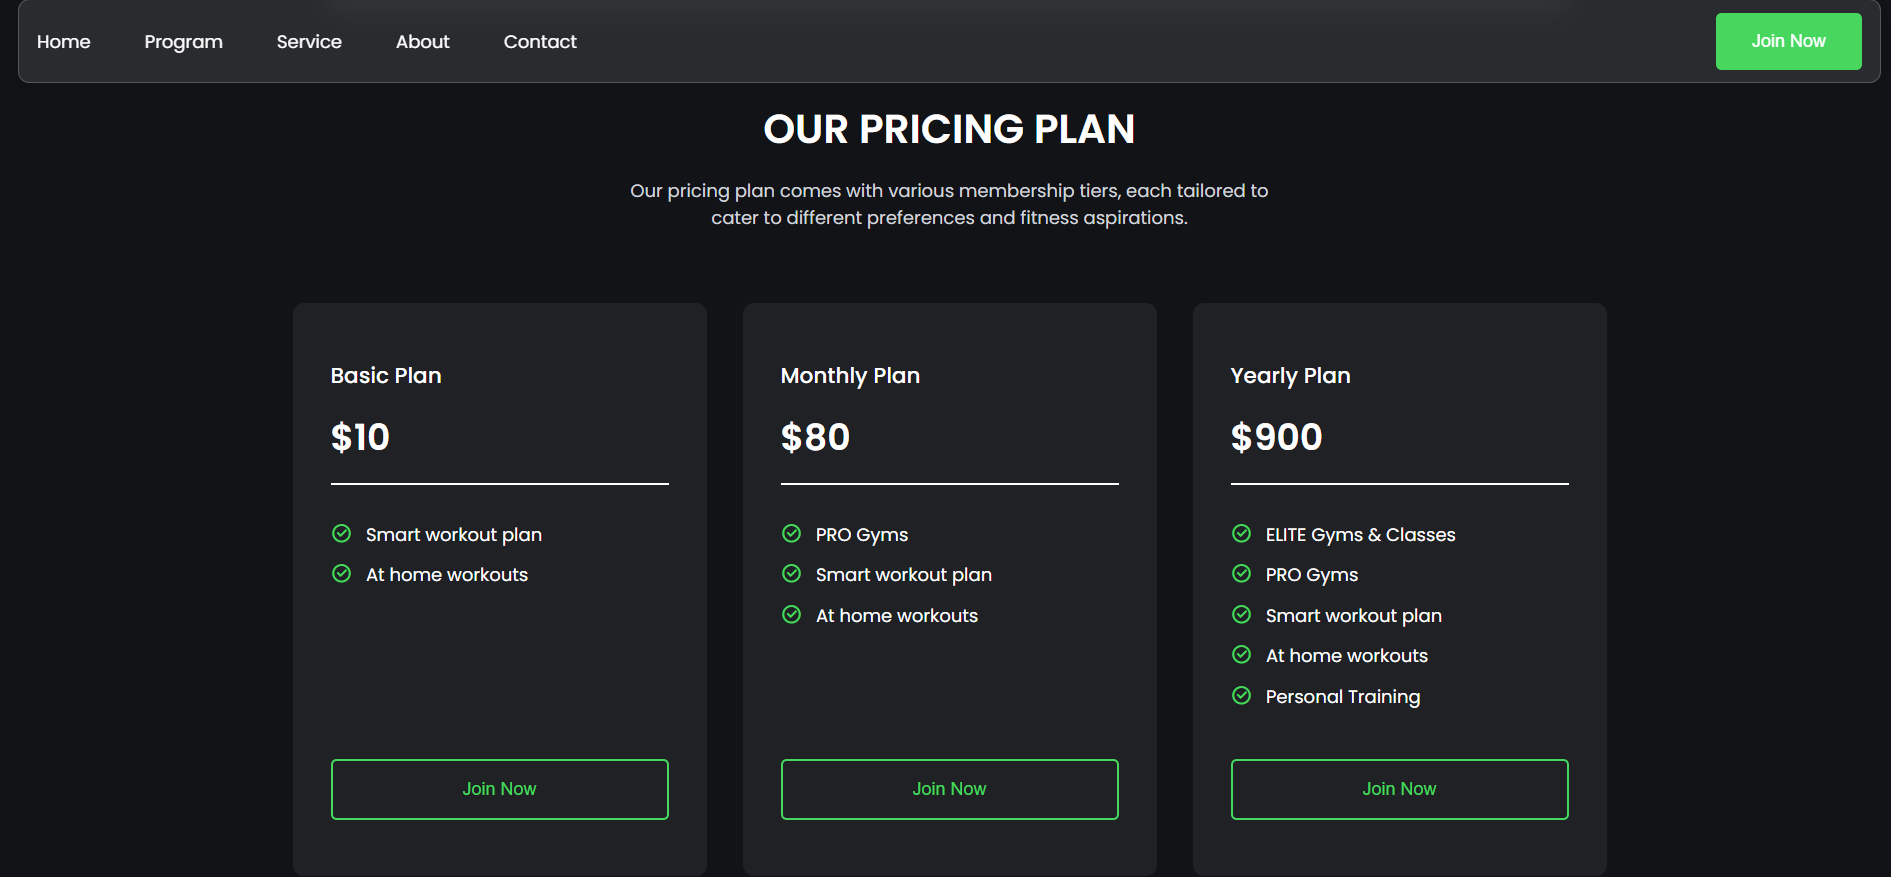 Home Program Service About Contact Join Now
OUR PRICING PLAN
Our pricing plan comes with various membership tiers, each tailored to
cater to different preferences and fitness aspirations.
Basic Plan
$10
Smart workout plan
At home workouts
Join Now
Monthly Plan
$80
PRO Gyms
Smart workout plan
At home workouts
Join Now
Yearly Plan
$900
ELITE Gyms & Classes
PRO Gyms
Smart workout plan
At home workouts
Personal Training
Join Now